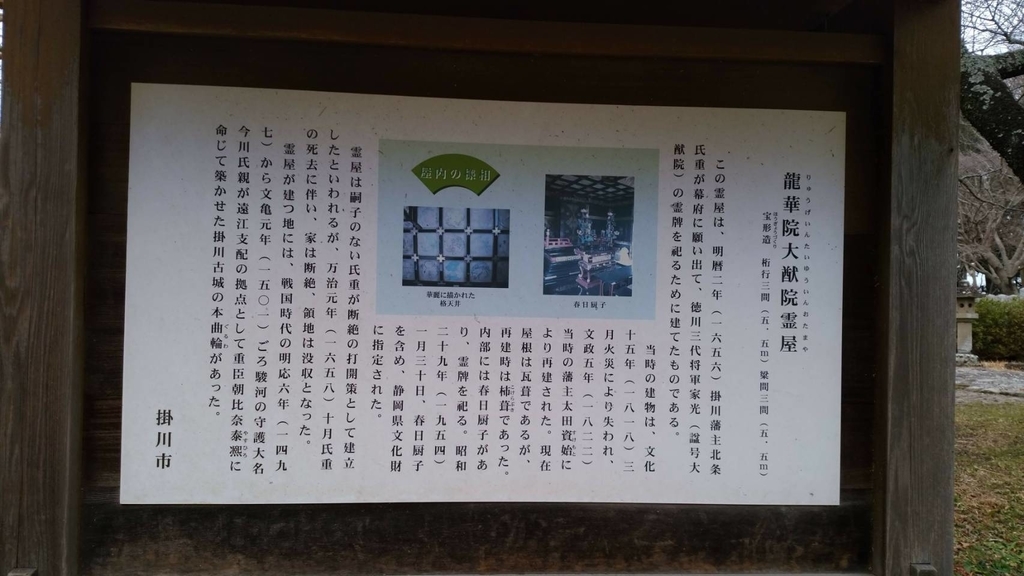 りゅうげいんたいゆういんおたまや
龍華院大猷院霊屋
ほうぎょうづくり
宝形造　桁行三間（五．五ｍ）梁間三間（五．五ｍ）
この霊屋は、明暦二年（一六五六）掛川藩主北条
氏重が幕府に願い出て、徳川三代将軍家光（諡号大
猷院）の霊牌を祀るために建てたものである。
当時の建物は、文化
十五年（一八一八）三
月火災により失われ、
文政五年（一八二二）
当時の藩主太田資始に
より再建された。現在
屋根は瓦葺であるが、
再建時は杮葺であった。
内部には春日厨子があ
り、霊牌を祀る。昭和
二十九年（一九五四）
一月三十日、春日厨子
を含め、静岡県文化財
に指定された。
屋内の諸相
春日厨子
華麗に描かれた
格天井
霊屋は嗣子のない氏重が断絶の打開策として建立
したといわれるが、万治元年（一六五八）十月氏重
の死去に伴い、家は断絶、領地は没収となった。
霊屋が建つ地には、戦国時代の明応六年（一四九
七）から文亀元年（一五〇一）ごろ駿河の守護大名
今川氏親が遠江支配の拠点として重臣朝比奈泰熈に
やすひろ
命じて築かせた掛川古城の本曲輪があった。
ぐるわ
掛川市